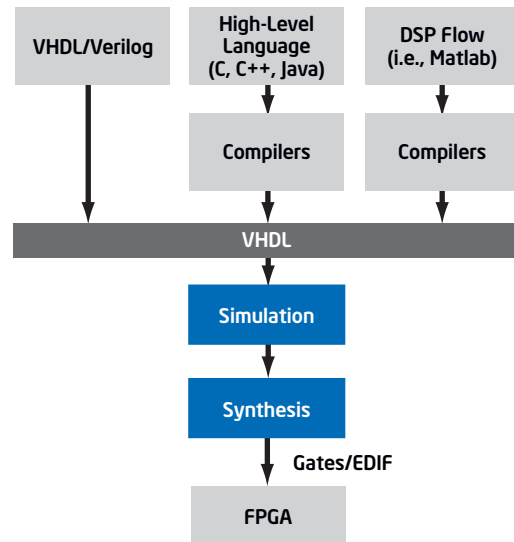 VHDL/Verilog
High-Level
Language
(C, C++, Java)
DSP Flow
(i.e., Matlab)
Compilers
Compilers
VHDL
Simulation
Synthesis
Gates/EDIF
FPGA